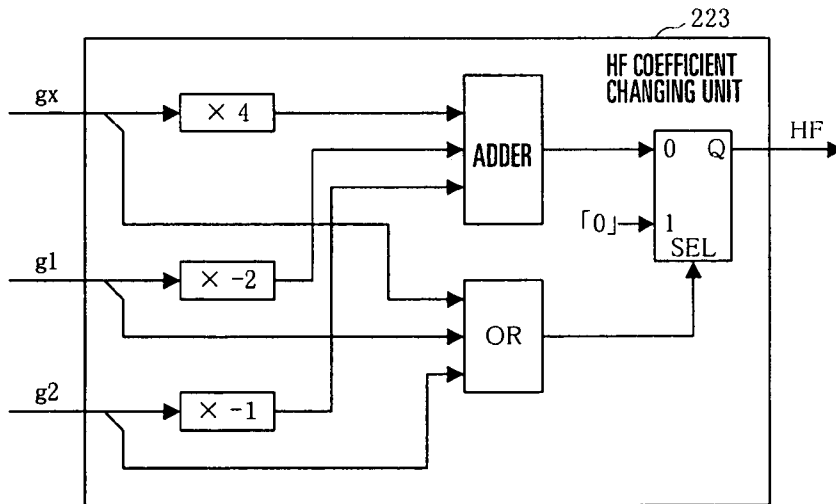 223
HF COEFFICIENT
CHANGING UNIT
gx
× 4
HF
ADDER
0 Q
「0」
1
SEL
g1
× -2
OR
g2
× -1